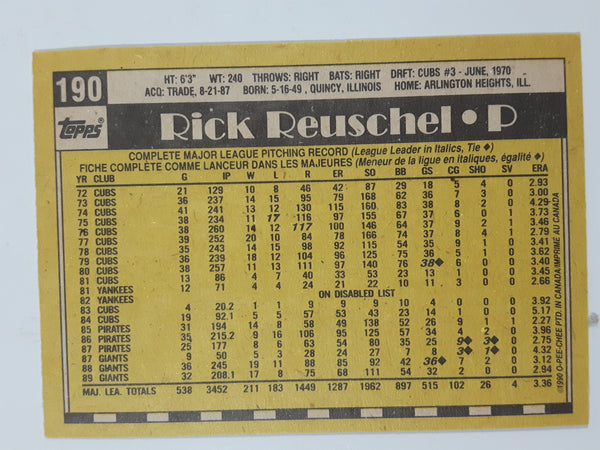 190
HT: 6'3" WT: 240 THROWS: RIGHT BATS: RIGHT DRFT: CUBS #3 - JUNE, 1970
ACQ: TRADE, 8-21-87 BORN: 5-16-49, QUINCY, ILLINOIS HOME: ARLINGTON HEIGHTS, ILL.
topps Rick Reuschel • P
COMPLETE MAJOR LEAGUE PITCHING RECORD (League Leader in Italics, Tie ◆)
FICHE COMPLÈTE COMME LANCEUR DANS LES MAJEURES (Meneur de la ligue en italiques, égalité ◆)
YR CLUB G IP W L R ER SO BB GS CG SHO SV ERA
72 CUBS 21 129 10 8 46 42 87 29 18 5 4 0 2.93
73 CUBS 36 237 14 15 95 79 168 62 36 7 3 0 3.00
74 CUBS 41 241 13 12 130 115 160 83 38 8 2 0 4.29
75 CUBS 38 234 11 17 116 97 155 67 37 6 0 1 3.73
76 CUBS 38 260 14 12 117 100 146 64 37 9 2 1 3.46
77 CUBS 39 252 20 10 84 78 166 74 37 8 4 1 2.79
78 CUBS 35 243 14 15 98 92 115 54 35 9 1 0 3.41
79 CUBS 36 239 18 12 104 96 125 75 36 5 1 0 3.62
80 CUBS 38 257 11 13 111 97 140 76 38◆ 6 0 0 3.40
81 CUBS 13 86 4 7 40 33 53 23 13 1 0 0 3.45
81 YANKEES 12 71 4 4 24 21 22 10 11 3 0 0 2.66
82 YANKEES ON DISABLED LIST
83 CUBS 4 20.2 1 1 9 9 9 10 4 0 0 0 3.92
84 CUBS 19 92.1 5 5 57 53 43 23 14 1 0 0 5.17
85 PIRATES 31 194 14 8 58 49 138 52 26 9 1 1 2.27
86 PIRATES 35 215.2 9 16 106 95 125 57 34 4 2 0 3.96
87 PIRATES 25 177 8 6 63 54 80 35 25 9◆ 3◆ 0 2.75
87 GIANTS 9 50 5 3 28 24 27 7 8 3◆ 1◆ 0 4.32
88 GIANTS 36 245 19 11 88 85 92 42 36◆ 7 2 0 3.12
89 GIANTS 32 208.1 17 8 75 68 111 54 32 2 0 0 2.94
MAJ. LEA. TOTALS 538 3452 211 183 1449 1287 1962 897 515 102 26 4 3.36
©1990 O-PEE-CHEE PTD. IN CANADA/IMPRIMÉ AU CANADA